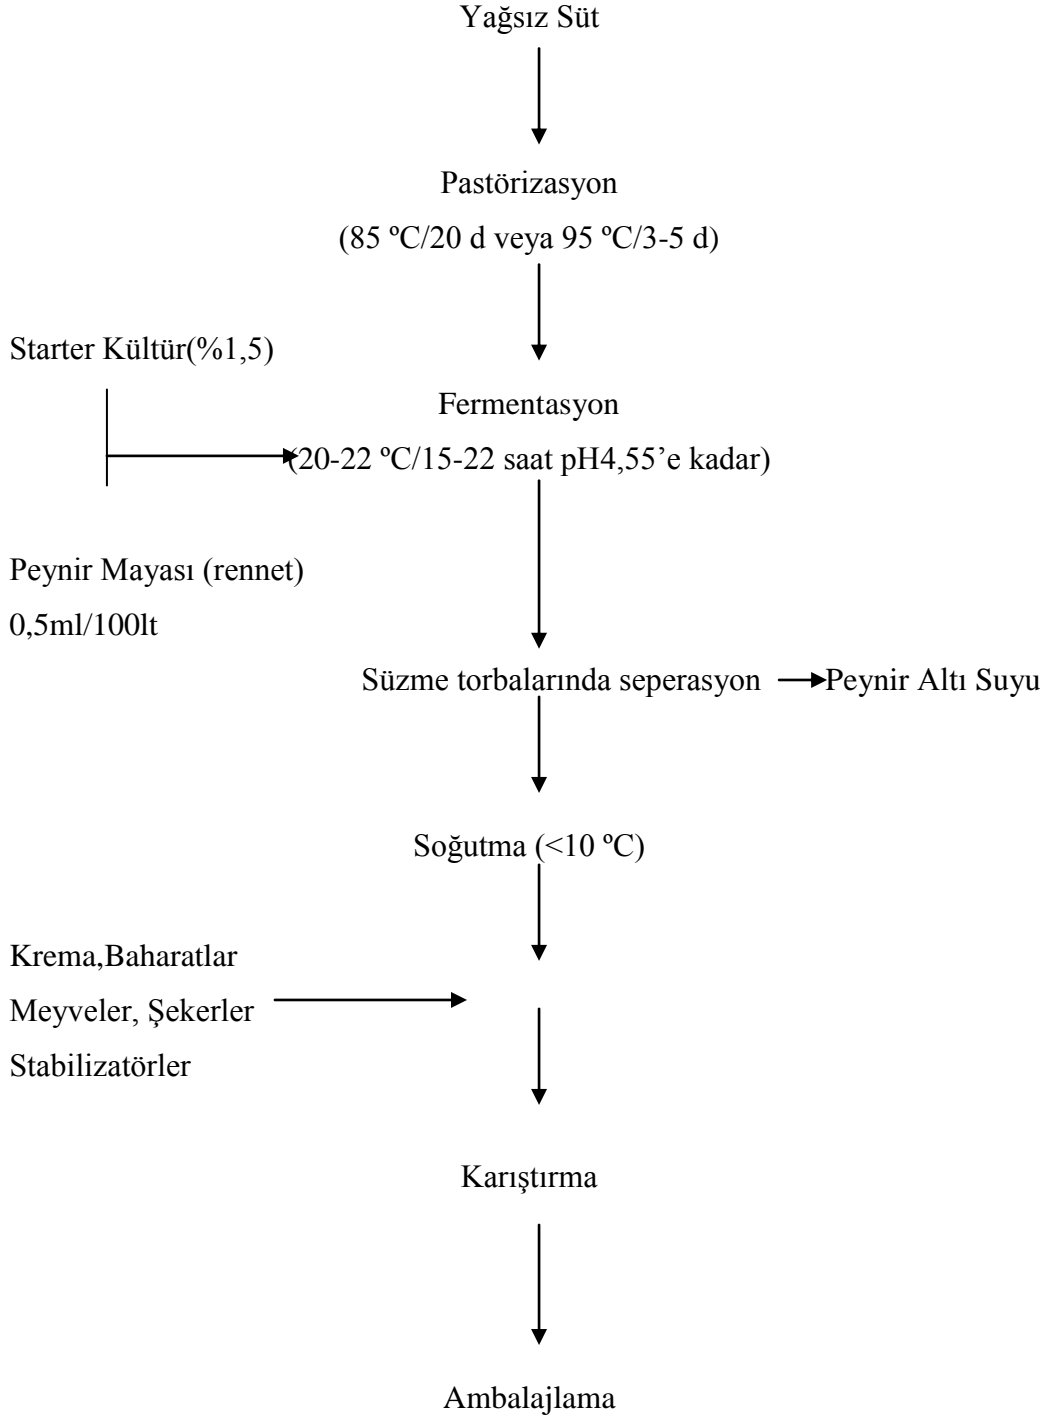 Yağsız Süt
Pastörizasyon
(85 ºC/20 d veya 95 ºC/3-5 d)
Starter Kültür(%1,5)
Fermentasyon
(20-22 ºC/15-22 saat pH4,55’e kadar)
Peynir Mayası (rennet)
0,5ml/100lt
Süzme torbalarında seperasyon
Peynir Altı Suyu
Soğutma (<10 ºC)
Krema,Baharatlar
Meyveler, Şekerler
Stabilizatörler
Karıştırma
Ambalajlama